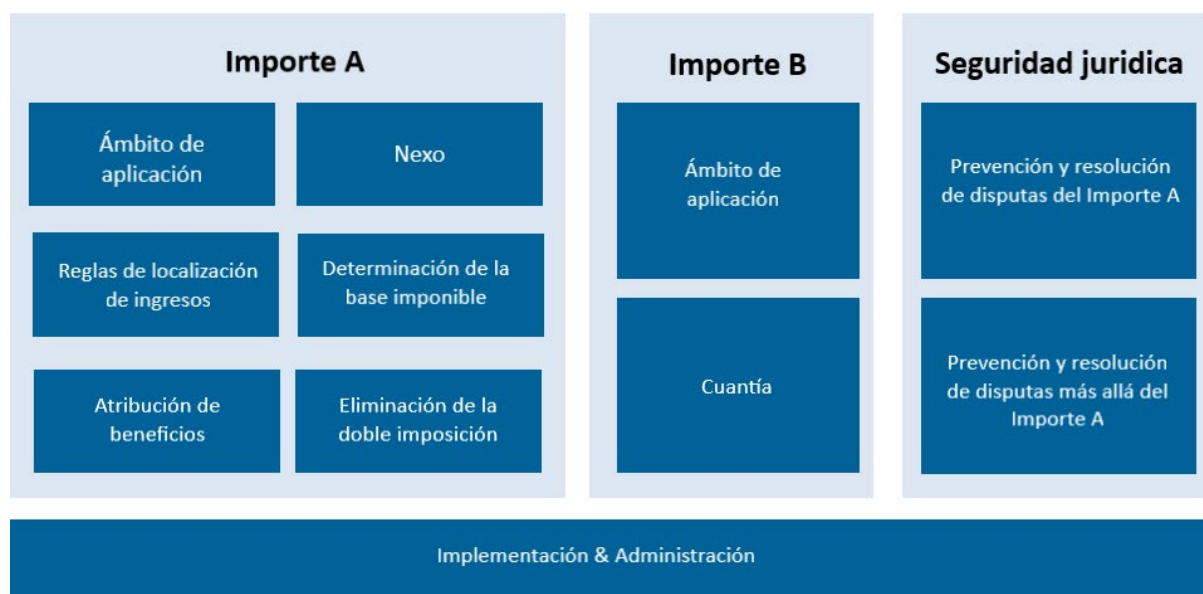 Importe A
Ámbito de
aplicación
Nexo
Reglas de localización
de ingresos
Determinación de la
base imponible
Atribución de
beneficios
Eliminación de la
doble imposición
Importe B
Ámbito de
aplicación
Cuantía
Seguridad juridica
Prevención y resolución
de disputas del Importe A
Prevención y resolución
de disputas más allá del
Importe A
Implementación & Administración